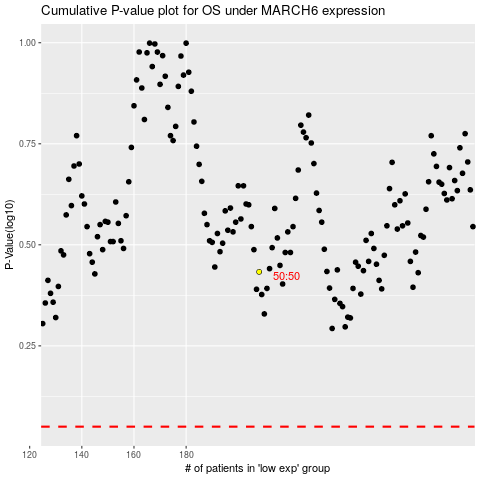 Cumulative P-value plot for OS under MARCH6 expression
P-Value(log10)
1.00
0.75
0.50
0.25
50:50
120 140 160 180
# of patients in 'low exp' group